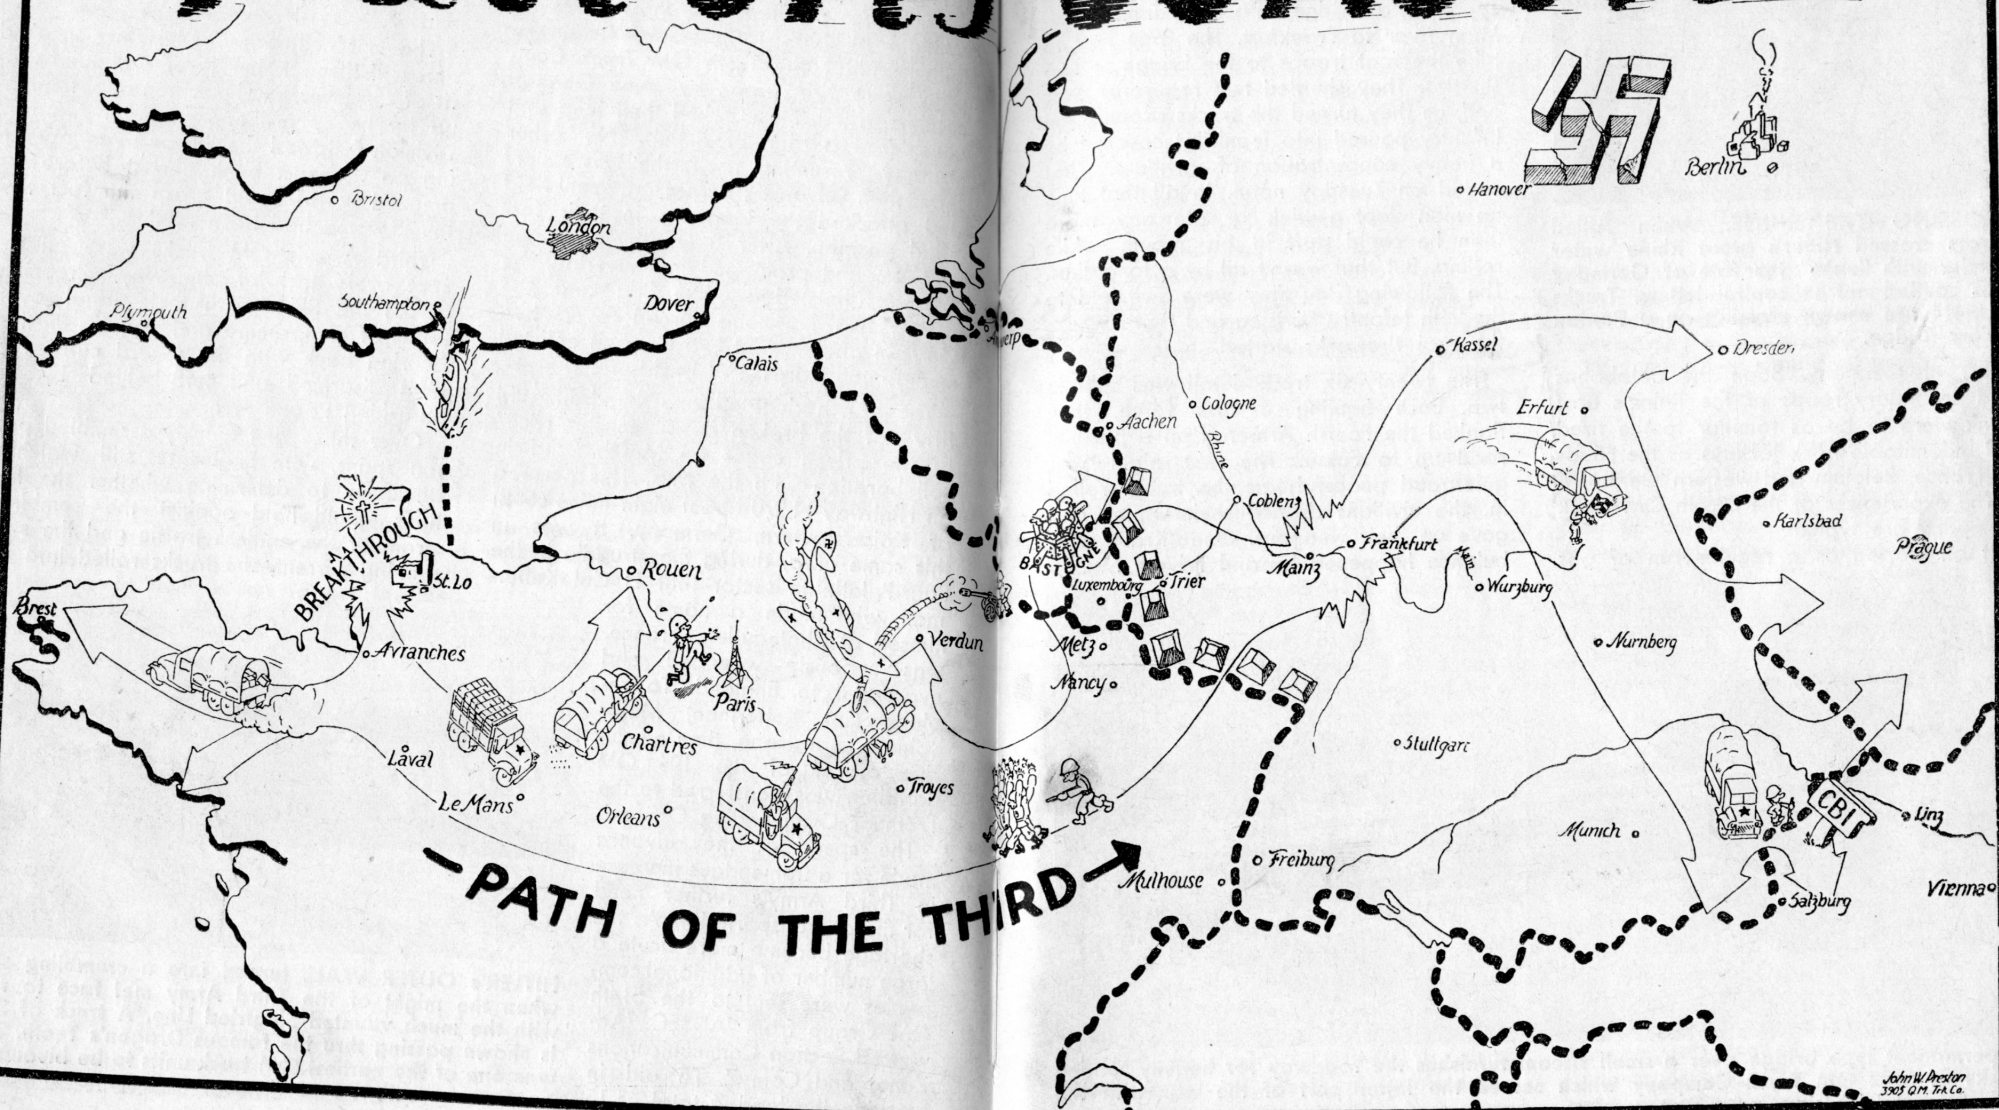 Bristol
London
Plymouth
Southampton
Dover
Calais
Hanover
Berlin
Kassel
Dresden
Aachen
Cologne
Rhine
Erfurt
Coblenz
Karlsbad
Prague
BREAKTHROUGH
St. Lo
Rouen
BASTOGNE
Luxembourg
Trier
Mainz
Frankfurt
Main
Wurzburg
Brest
Avranches
Verdun
Metz
Nancy
Nurnberg
Paris
Chartres
Laval
Le Mans
Orleans
Troyes
Stuttgart
CBI
Linz
Munich
Freiburg
Mulhouse
Salzburg
Vienna
PATH OF THE THIRD
John W. Preston
3905 Q.M. Trk. Co.